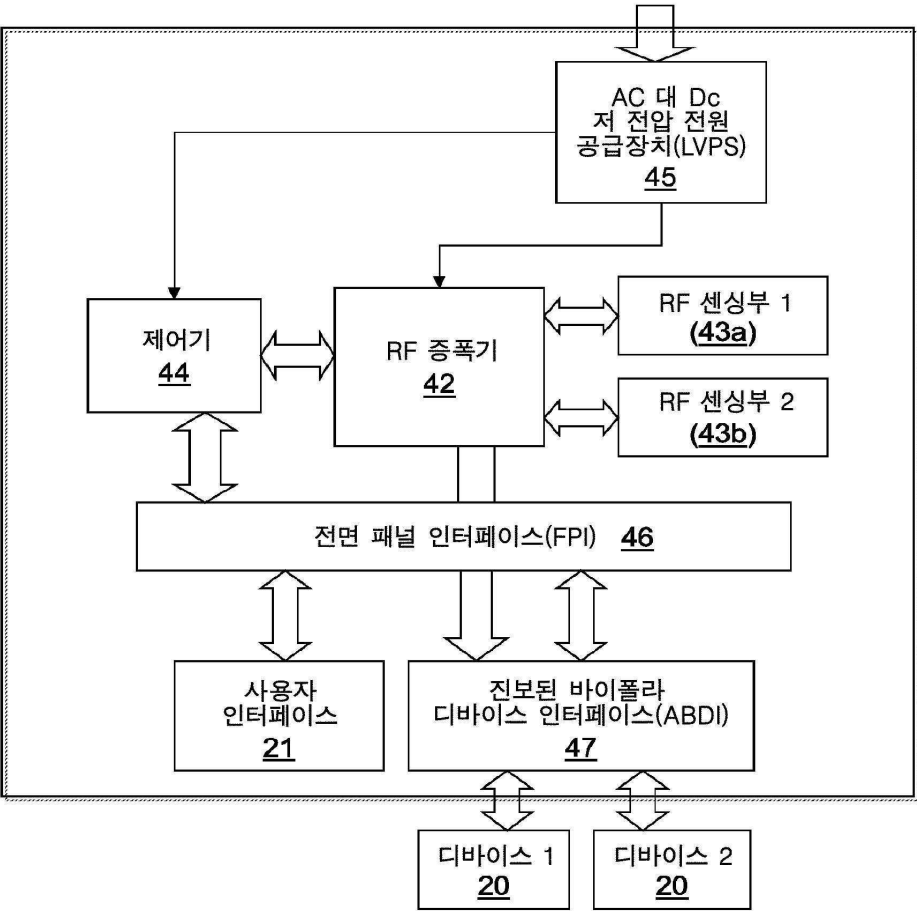 AC 대 Dc
저 전압 전원
공급장치(LVPS)
45
제어기
44
RF 증폭기
42
RF 센싱부 1
(43a)
RF 센싱부 2
(43b)
전면 패널 인터페이스(FPI) 46
사용자
인터페이스
21
진보된 바이폴라
디바이스 인터페이스(ABDI)
47
디바이스 1
20
디바이스 2
20